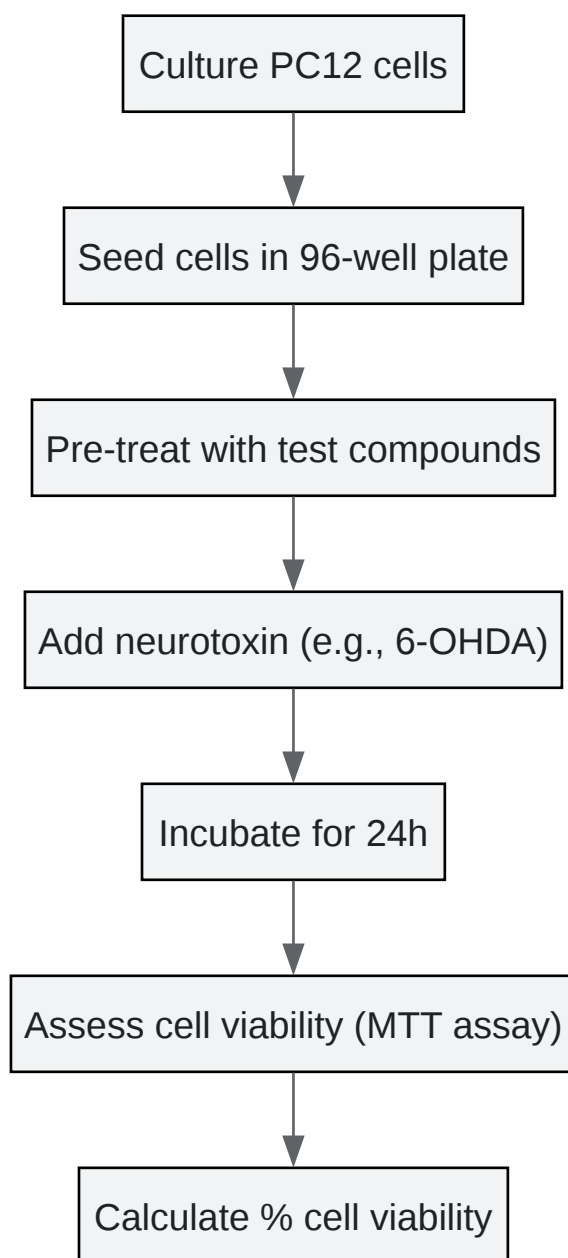 Culture PC12 cells
Seed cells in 96-well plate
Pre-treat with test compounds
Add neurotoxin (e.g., 6-OHDA)
Incubate for 24h
Assess cell viability (MTT assay)
Calculate % cell viability